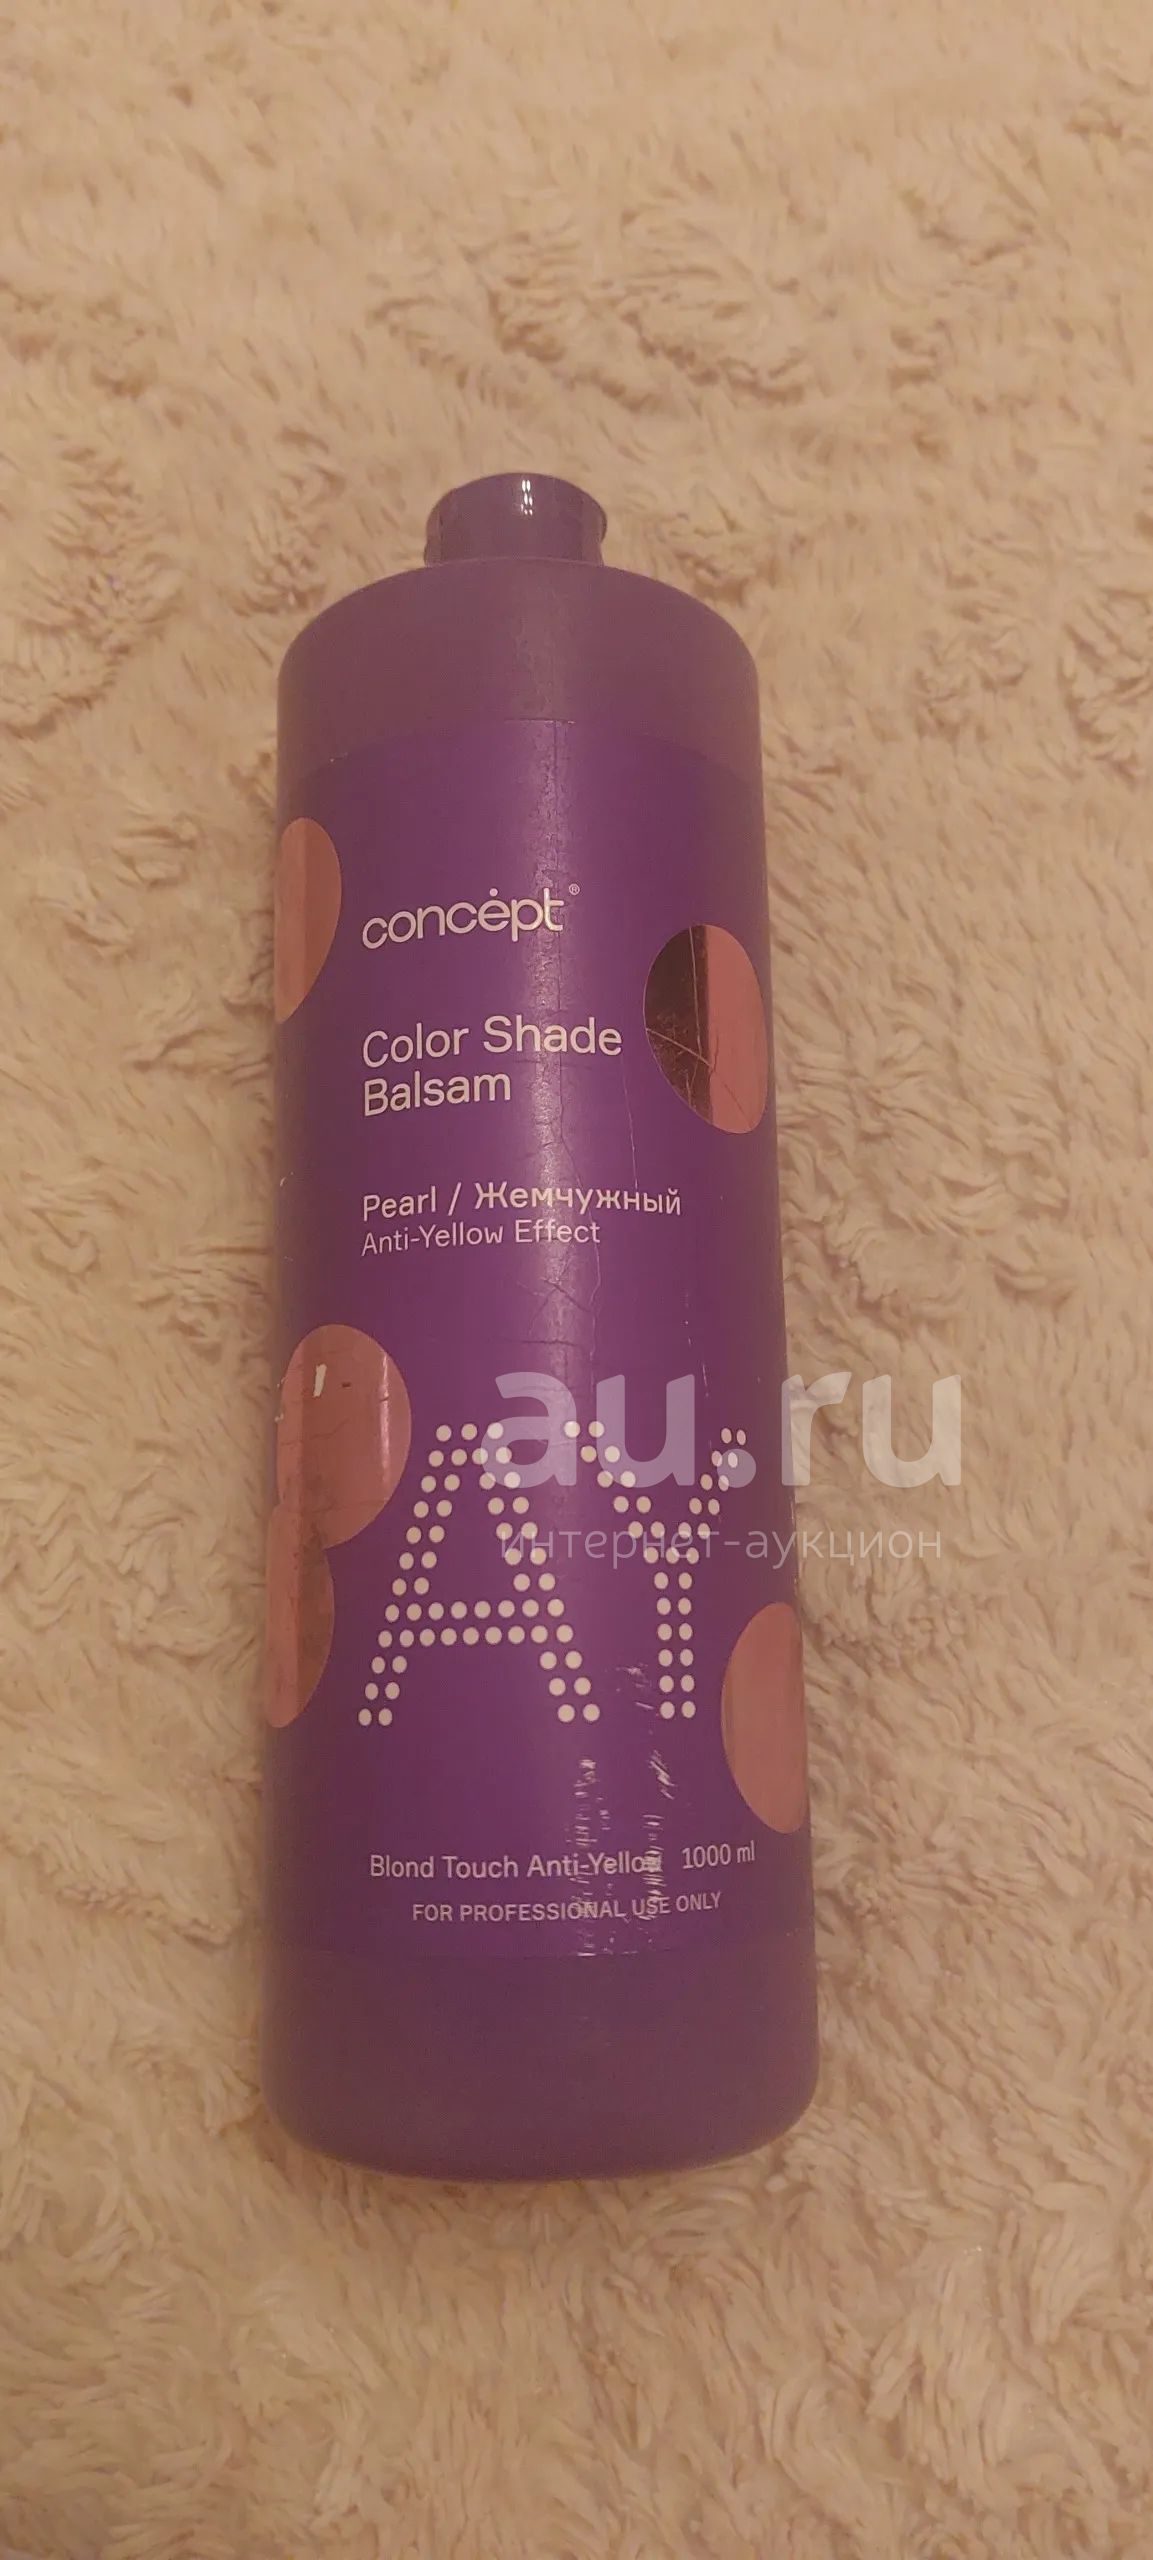 concept®
Color Shade
Balsam
Pearl / Жемчужный
Anti-Yellow Effect
au.ru
интернет-аукцион
AY
Blond Touch Anti-Yellow 1000 ml
FOR PROFESSIONAL USE ONLY